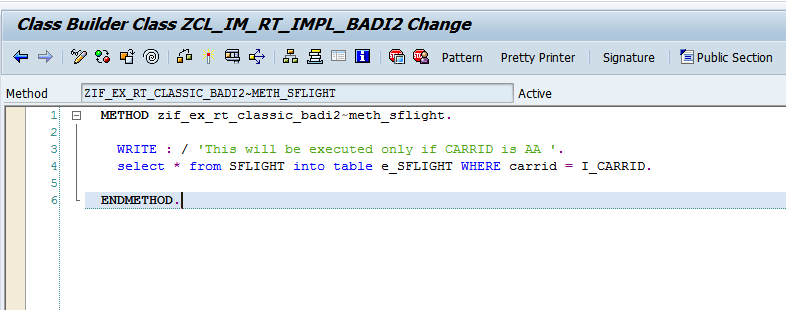 Class Builder Class ZCL_IM_RT_IMPL_BADI2 Change
Pattern Pretty Printer Signature Public Section
Method ZIF_EX_RT_CLASSIC_BADI2~METH_SFLIGHT Active
1 METHOD zif_ex_rt_classic_badi2~meth_sflight.
2
3 WRITE : / 'This will be executed only if CARRID is AA '.
4 select * from SFLIGHT into table e_SFLIGHT WHERE carrid = I_CARRID.
5
6 ENDMETHOD.